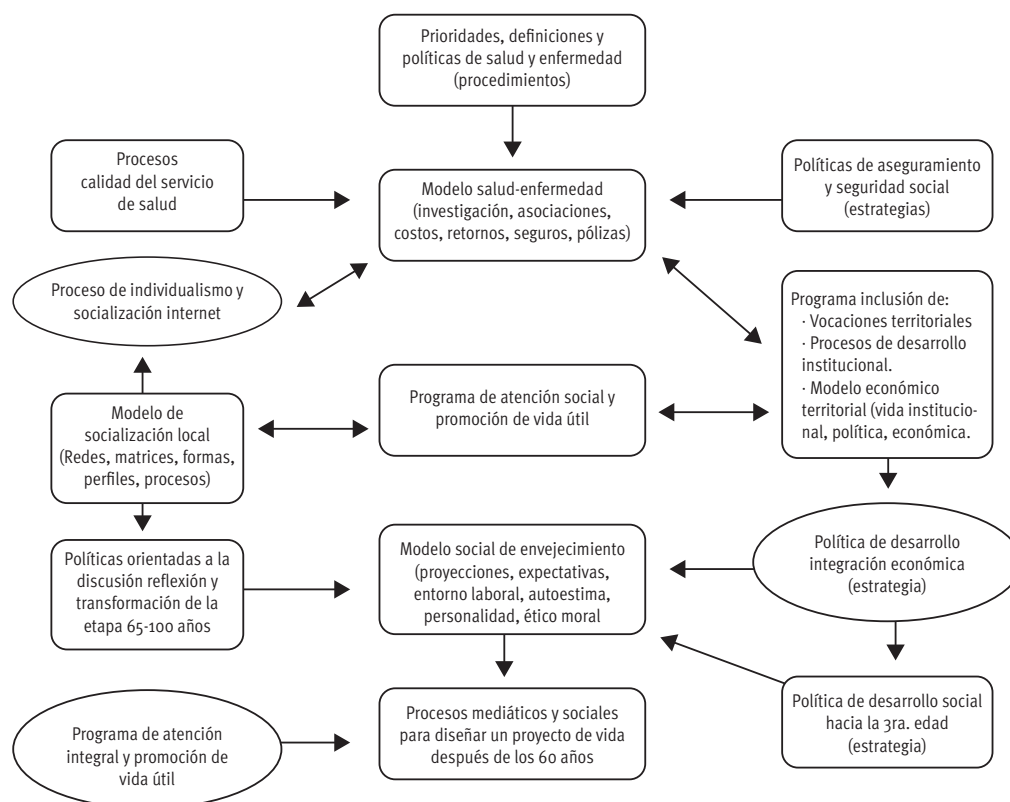 Prioridades, definiciones y
políticas de salud y enfermedad
(procedimientos)
Procesos
calidad del servicio
de salud
Modelo salud-enfermedad
(investigación, asociaciones,
costos, retornos, seguros, pólizas)
Políticas de aseguramiento
y seguridad social
(estrategias)
Proceso de individualismo y
socialización internet
Programa inclusión de:
· Vocaciones territoriales
· Procesos de desarrollo
institucional.
· Modelo económico
territorial (vida institucio-
nal, política, económica.
Modelo de
socialización local
(Redes, matrices, formas,
perfiles, procesos)
Programa de atención social y
promoción de vida útil
Políticas orientadas a la
discusión reflexión y
transformación de la
etapa 65-100 años
Modelo social de envejecimiento
(proyecciones, expectativas,
entorno laboral, autoestima,
personalidad, ético moral
Política de desarrollo
integración económica
(estrategia)
Programa de atención
integral y promoción de
vida útil
Procesos mediáticos y sociales
para diseñar un proyecto de vida
después de los 60 años
Política de desarrollo social
hacia la 3ra. edad
(estrategia)